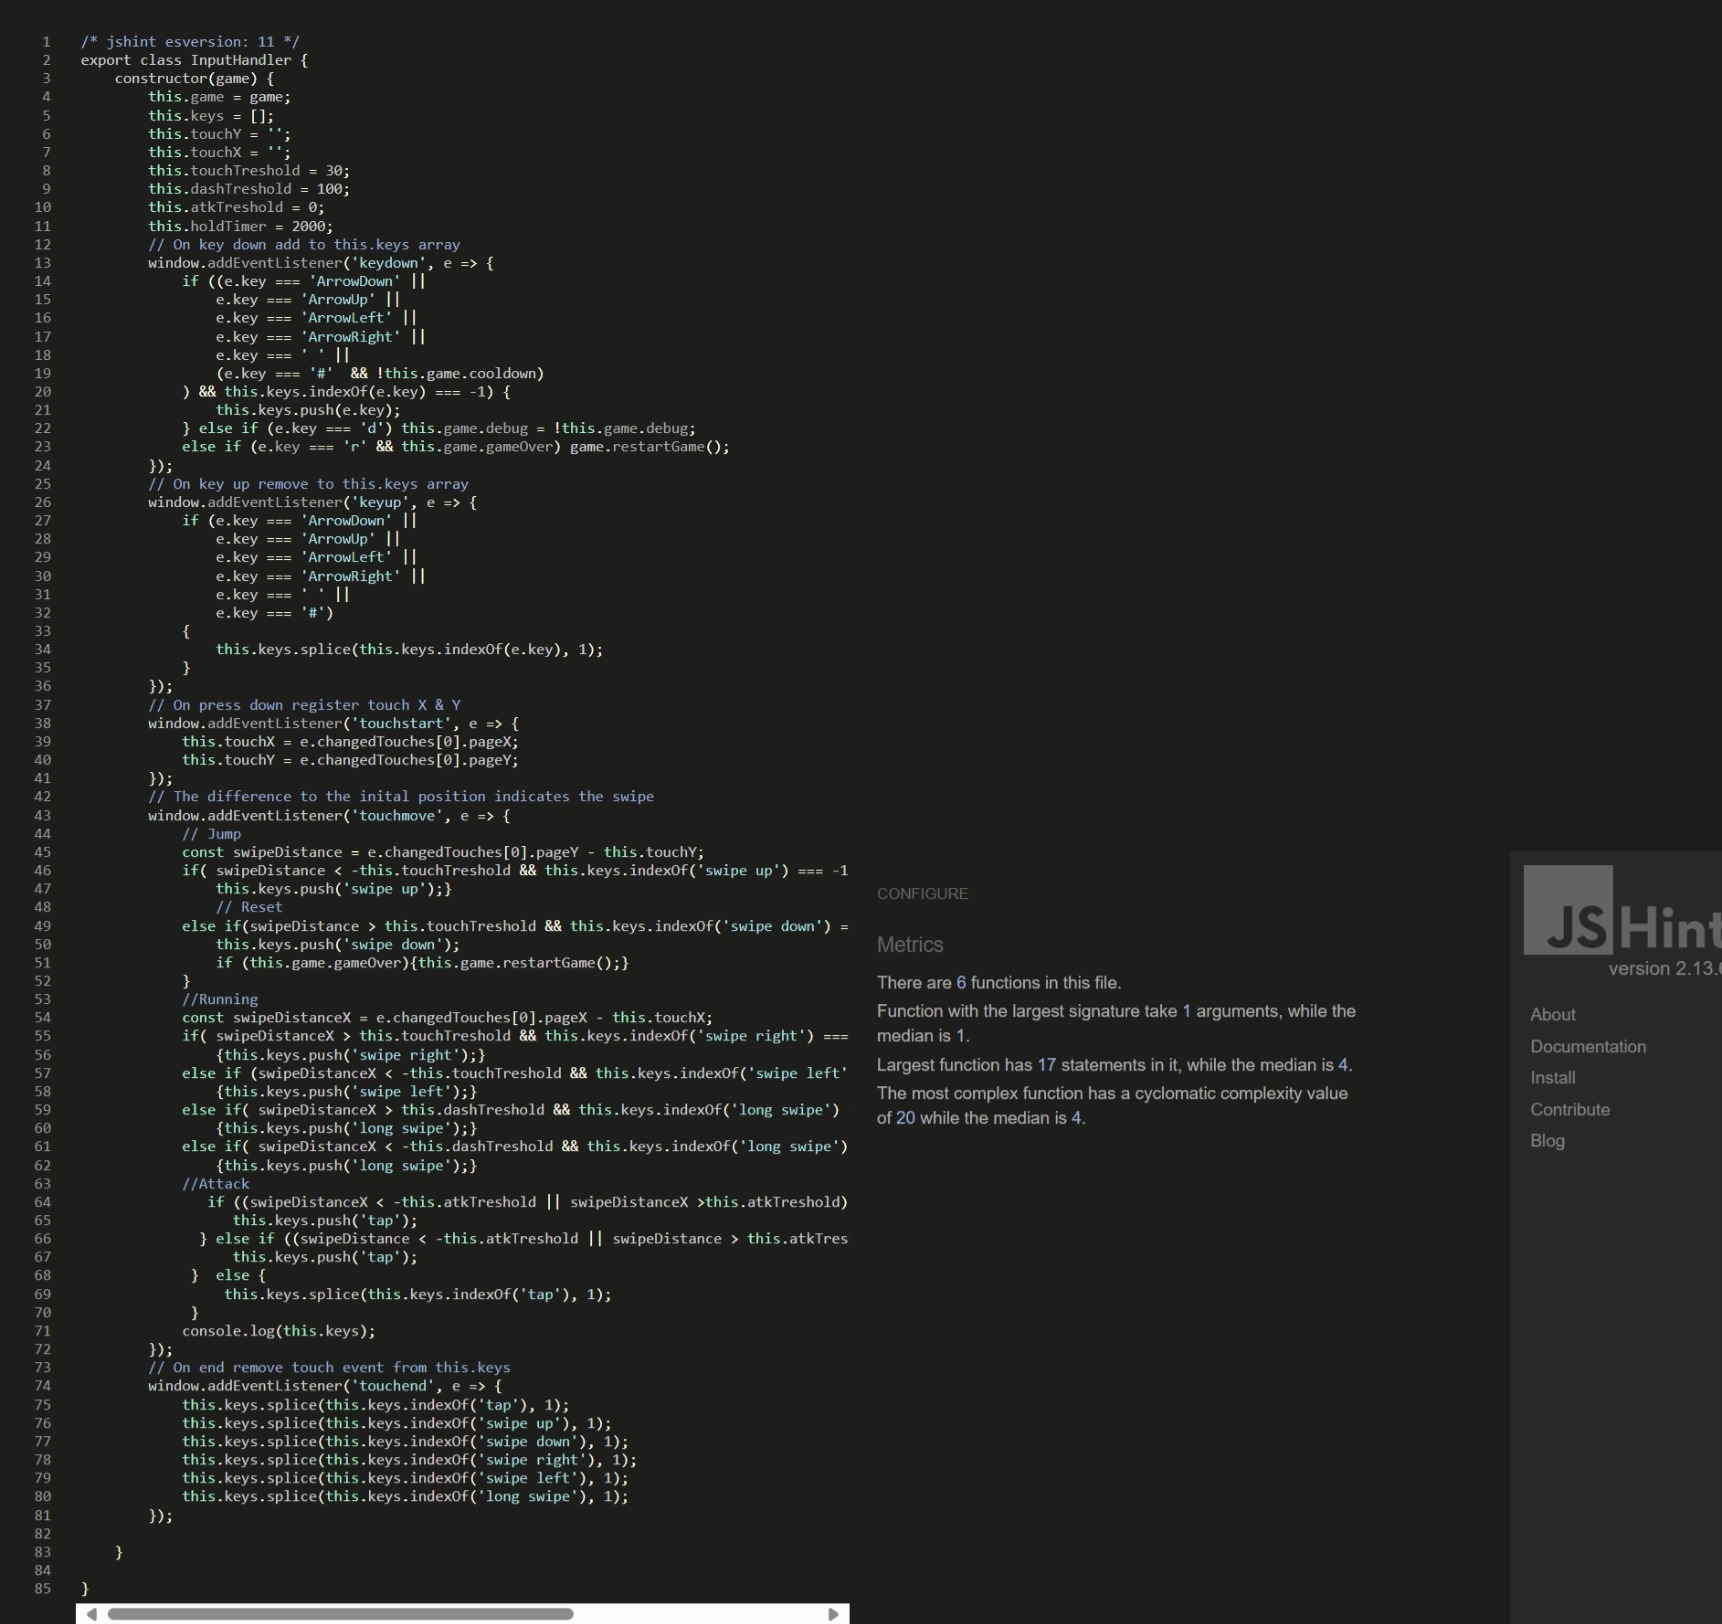 1 /* jshint esversion: 11 */
2 export class InputHandler {
3     constructor(game) {
4         this.game = game;
5         this.keys = [];
6         this.touchY = '';
7         this.touchX = '';
8         this.touchTreshold = 30;
9         this.dashTreshold = 100;
10         this.atkTreshold = 0;
11         this.holdTimer = 2000;
12         // On key down add to this.keys array
13         window.addEventListener('keydown', e => {
14             if ((e.key === 'ArrowDown' ||
15                 e.key === 'ArrowUp' ||
16                 e.key === 'ArrowLeft' ||
17                 e.key === 'ArrowRight' ||
18                 e.key === ' ' ||
19                 (e.key === '#'  && !this.game.cooldown)
20             ) && this.keys.indexOf(e.key) === -1) {
21                 this.keys.push(e.key);
22             } else if (e.key === 'd') this.game.debug = !this.game.debug;
23             else if (e.key === 'r' && this.game.gameOver) game.restartGame();
24         });
25         // On key up remove to this.keys array
26         window.addEventListener('keyup', e => {
27             if (e.key === 'ArrowDown' ||
28                 e.key === 'ArrowUp' ||
29                 e.key === 'ArrowLeft' ||
30                 e.key === 'ArrowRight' ||
31                 e.key === ' ' ||
32                 e.key === '#')
33             {
34                 this.keys.splice(this.keys.indexOf(e.key), 1);
35             }
36         });
37         // On press down register touch X & Y
38         window.addEventListener('touchstart', e => {
39             this.touchX = e.changedTouches[0].pageX;
40             this.touchY = e.changedTouches[0].pageY;
41         });
42         // The difference to the inital position indicates the swipe
43         window.addEventListener('touchmove', e => {
44             // Jump
45             const swipeDistance = e.changedTouches[0].pageY - this.touchY;
46             if( swipeDistance < -this.touchTreshold && this.keys.indexOf('swipe up') === -1
47                 this.keys.push('swipe up');}
48                 // Reset
49             else if(swipeDistance > this.touchTreshold && this.keys.indexOf('swipe down') =
50                 this.keys.push('swipe down');
51                 if (this.game.gameOver){this.game.restartGame();}
52             }
53             //Running
54             const swipeDistanceX = e.changedTouches[0].pageX - this.touchX;
55             if( swipeDistanceX > this.touchTreshold && this.keys.indexOf('swipe right') ===
56                 {this.keys.push('swipe right');}
57             else if (swipeDistanceX < -this.touchTreshold && this.keys.indexOf('swipe left'
58                 {this.keys.push('swipe left');}
59             else if( swipeDistanceX > this.dashTreshold && this.keys.indexOf('long swipe')
60                 {this.keys.push('long swipe');}
61             else if( swipeDistanceX < -this.dashTreshold && this.keys.indexOf('long swipe')
62                 {this.keys.push('long swipe');}
63             //Attack
64                if ((swipeDistanceX < -this.atkTreshold || swipeDistanceX >this.atkTreshold)
65                   this.keys.push('tap');
66               } else if ((swipeDistance < -this.atkTreshold || swipeDistance > this.atkTres
67                   this.keys.push('tap');
68              }  else {
69                  this.keys.splice(this.keys.indexOf('tap'), 1);
70              }
71             console.log(this.keys);
72         });
73         // On end remove touch event from this.keys
74         window.addEventListener('touchend', e => {
75             this.keys.splice(this.keys.indexOf('tap'), 1);
76             this.keys.splice(this.keys.indexOf('swipe up'), 1);
77             this.keys.splice(this.keys.indexOf('swipe down'), 1);
78             this.keys.splice(this.keys.indexOf('swipe right'), 1);
79             this.keys.splice(this.keys.indexOf('swipe left'), 1);
80             this.keys.splice(this.keys.indexOf('long swipe'), 1);
81         });
82
83     }
84
85 }
CONFIGURE
Metrics
There are 6 functions in this file.
Function with the largest signature take 1 arguments, while the
median is 1.
Largest function has 17 statements in it, while the median is 4.
The most complex function has a cyclomatic complexity value
of 20 while the median is 4.
JSHint
version 2.13.6
About
Documentation
Install
Contribute
Blog